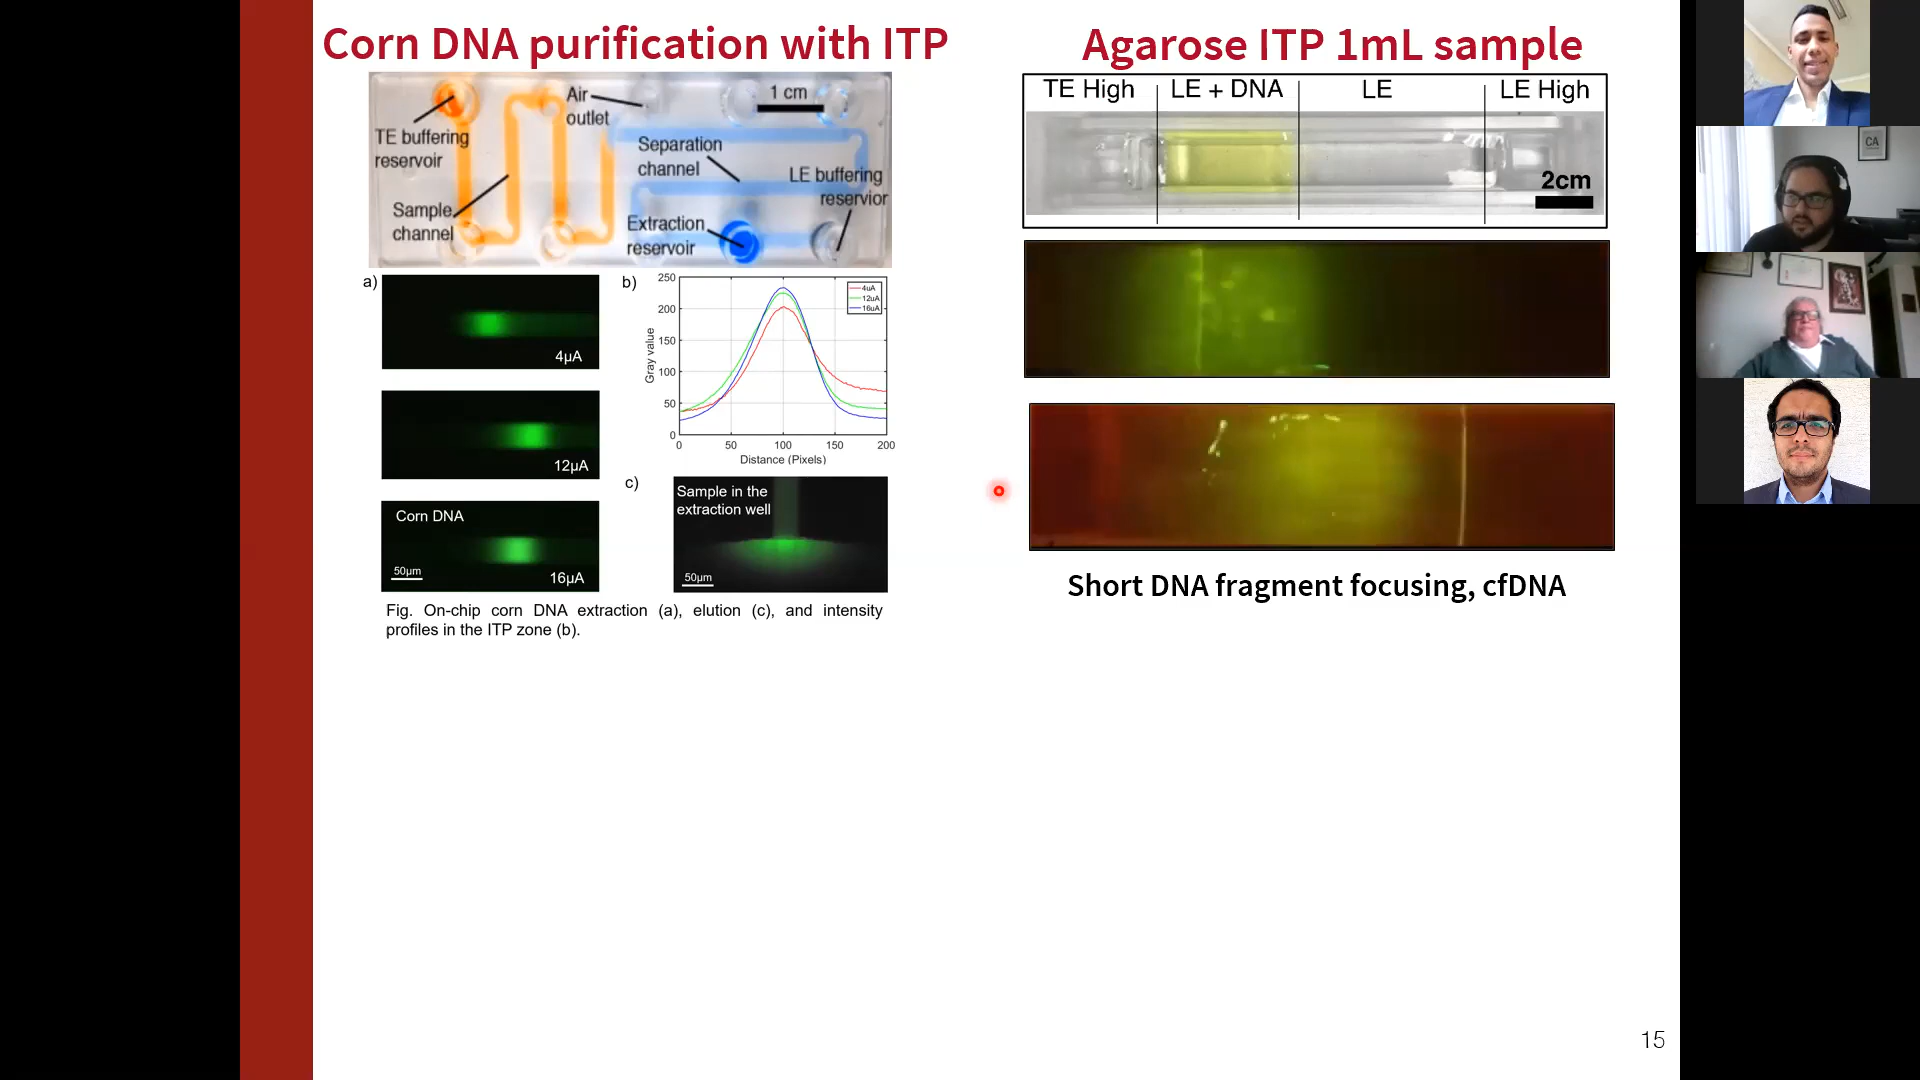 Corn DNA purification with ITP
Air
outlet
1 cm
TE buffering
reservoir
Separation
channel
LE buffering
reservior
Sample
channel
Extraction
reservoir
a)
4µA
12µA
Corn DNA
50µm
16µA
b)
250
200
150
100
50
0
Gray value
4uA
12uA
16uA
0 50 100 150 200
Distance (Pixels)
c)
Sample in the
extraction well
50µm
Fig. On-chip corn DNA extraction (a), elution (c), and intensity
profiles in the ITP zone (b).
Agarose ITP 1mL sample
TE High LE + DNA LE LE High
2cm
Short DNA fragment focusing, cfDNA
15
CA